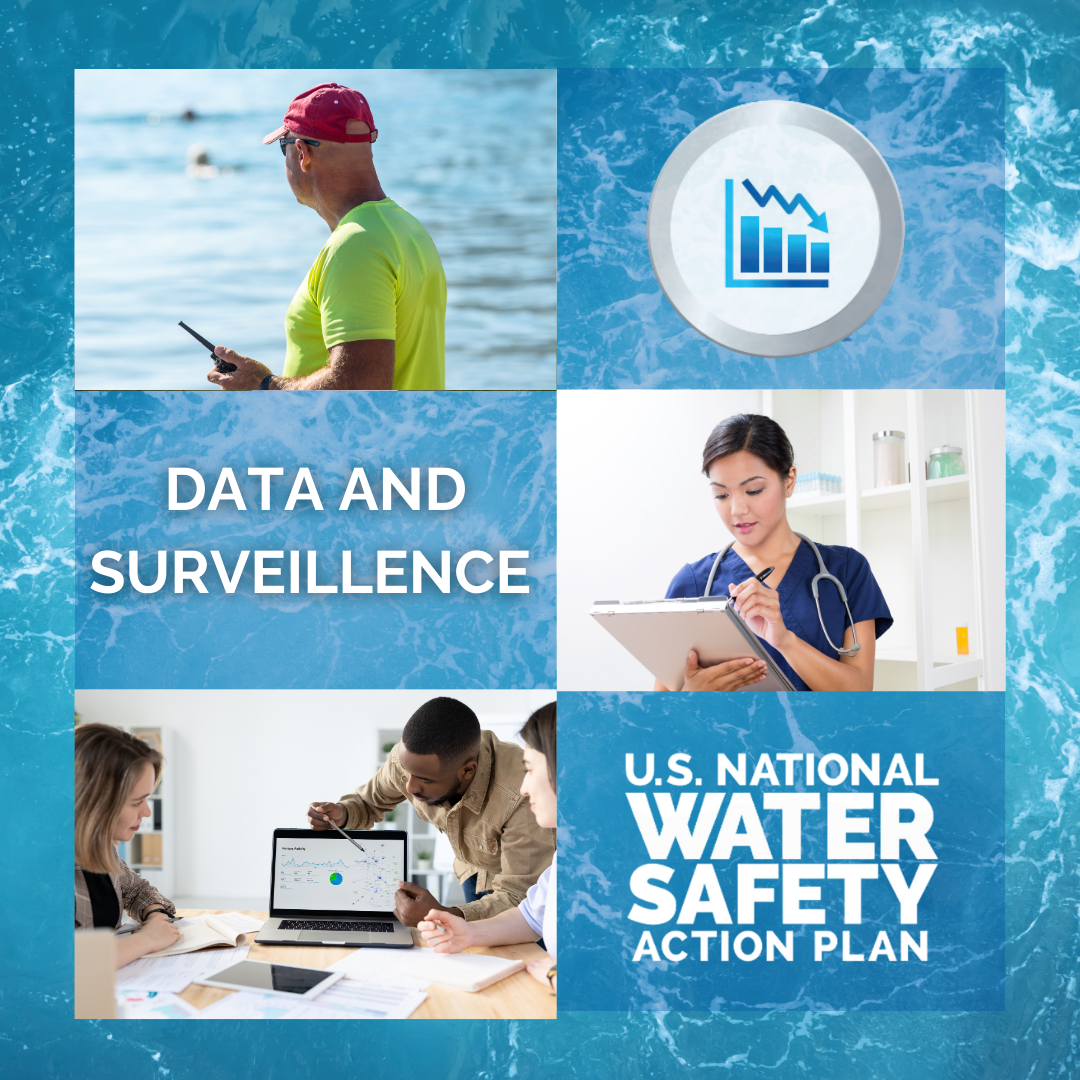 DATA AND
SURVEILLENCE
U.S. NATIONAL
WATER
SAFETY
ACTION PLAN